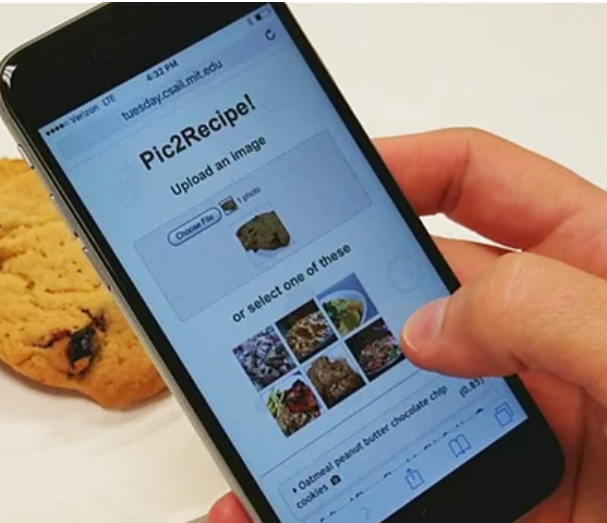 Verizon LTE 4:32 PM
tuesday.csail.mit.edu
Pic2Recipe!
Upload an image
Choose File 1 photo
or select one of these
Oatmeal peanut butter chocolate chip (0.85)
cookies